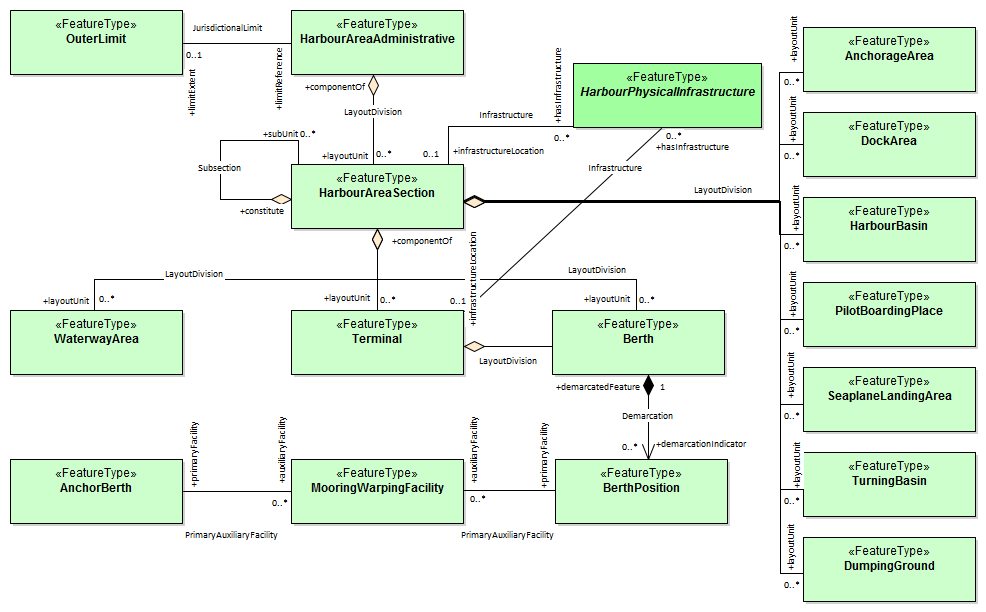 «FeatureType»
OuterLimit
JurisdictionalLimit
0..1
+limitExtent
+limitReference
«FeatureType»
HarbourAreaAdministrative
+componentOf
LayoutDivision
+layoutUnit
0..*
«FeatureType»
HarbourPhysicalInfrastructure
+hasInfrastructure
0..*
Infrastructure
0..1
+infrastructureLocation
0..*
+hasInfrastructure
Infrastructure
0..1
+infrastructureLocation
+subUnit 0..*
Subsection
+constitute
«FeatureType»
HarbourAreaSection
LayoutDivision
+componentOf
LayoutDivision
+layoutUnit
0..*
+layoutUnit
0..*
LayoutDivision
+layoutUnit
0..*
«FeatureType»
WaterwayArea
«FeatureType»
Terminal
«FeatureType»
Berth
LayoutDivision
+demarcatedFeature
1
Demarcation
0..*
+demarcationIndicator
«FeatureType»
AnchorBerth
+primaryFacility
+auxiliaryFacility
0..*
PrimaryAuxiliaryFacility
«FeatureType»
MooringWarpingFacility
+auxiliaryFacility
0..*
+primaryFacility
PrimaryAuxiliaryFacility
«FeatureType»
BerthPosition
+layoutUnit
0..*
«FeatureType»
AnchorageArea
+layoutUnit
0..*
«FeatureType»
DockArea
+layoutUnit
0..*
«FeatureType»
HarbourBasin
+layoutUnit
0..*
«FeatureType»
PilotBoardingPlace
+layoutUnit
0..*
«FeatureType»
SeaplaneLandingArea
+layoutUnit
0..*
«FeatureType»
TurningBasin
+layoutUnit
0..*
«FeatureType»
DumpingGround